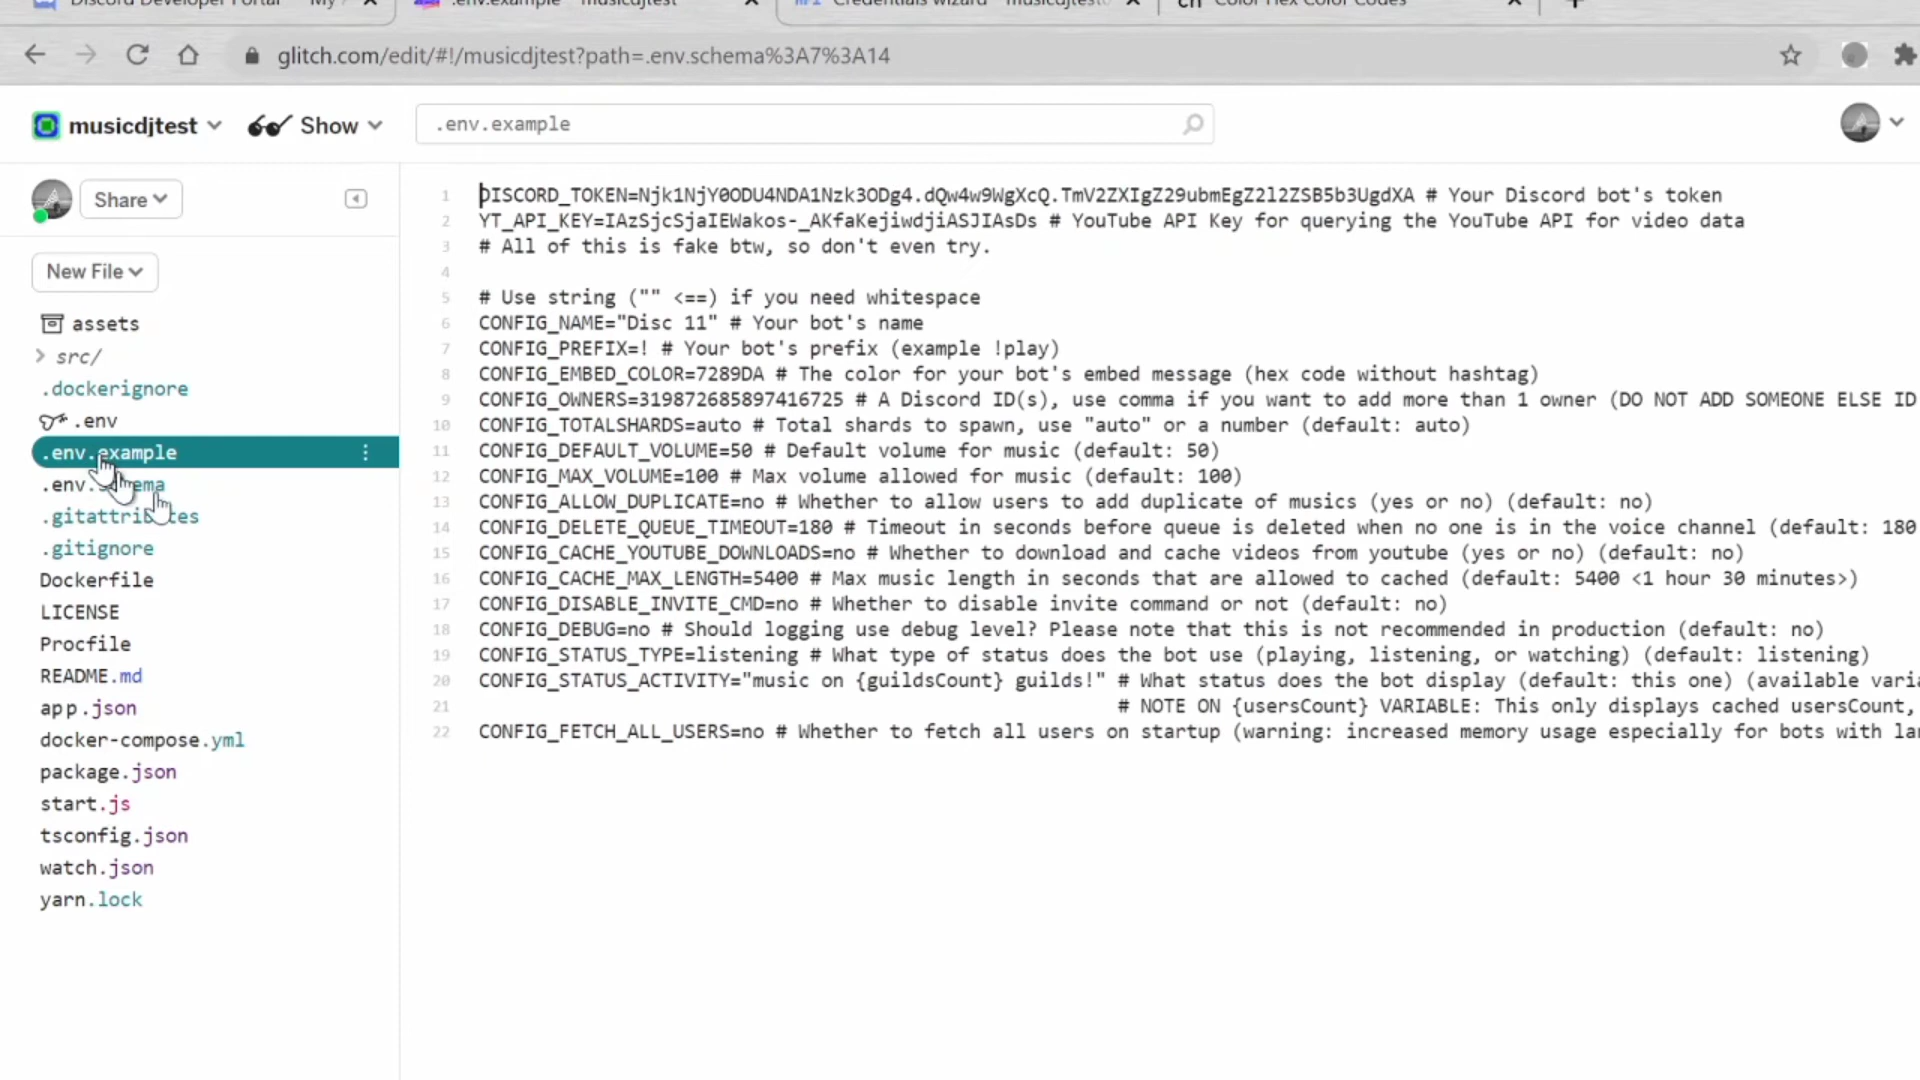 Discord Developer Portal — My
.env.example — musicdjtest
Credentials wizard – musicdjtest
Color Hex Color Codes
glitch.com/edit/#!/musicdjtest?path=.env.schema%3A7%3A14
musicdjtest
Show
.env.example
Share
New File
assets
src/
.dockerignore
.env
.env.example
.gitattributes
.gitignore
Dockerfile
LICENSE
Procfile
README.md
app.json
docker-compose.yml
package.json
start.js
tsconfig.json
watch.json
yarn.lock
1 DISCORD_TOKEN=Njk1NjY0ODU4NDA1Nzk3ODg4.dQw4w9WgXcQ.TmV2ZXIgZ29ubmEgZ2l2ZSB5b3UgdXA # Your Discord bot's token
2 YT_API_KEY=IAzSjcSjaIEWakos-_AKfaKejiwdjiASJIAsDs # YouTube API Key for querying the YouTube API for video data
3 # All of this is fake btw, so don't even try.
4
5 # Use string ("" <==) if you need whitespace
6 CONFIG_NAME="Disc 11" # Your bot's name
7 CONFIG_PREFIX=! # Your bot's prefix (example !play)
8 CONFIG_EMBED_COLOR=7289DA # The color for your bot's embed message (hex code without hashtag)
9 CONFIG_OWNERS=319872685897416725 # A Discord ID(s), use comma if you want to add more than 1 owner (DO NOT ADD SOMEONE ELSE ID
10 CONFIG_TOTALSHARDS=auto # Total shards to spawn, use "auto" or a number (default: auto)
11 CONFIG_DEFAULT_VOLUME=50 # Default volume for music (default: 50)
12 CONFIG_MAX_VOLUME=100 # Max volume allowed for music (default: 100)
13 CONFIG_ALLOW_DUPLICATE=no # Whether to allow users to add duplicate of musics (yes or no) (default: no)
14 CONFIG_DELETE_QUEUE_TIMEOUT=180 # Timeout in seconds before queue is deleted when no one is in the voice channel (default: 180
15 CONFIG_CACHE_YOUTUBE_DOWNLOADS=no # Whether to download and cache videos from youtube (yes or no) (default: no)
16 CONFIG_CACHE_MAX_LENGTH=5400 # Max music length in seconds that are allowed to cached (default: 5400 <1 hour 30 minutes>)
17 CONFIG_DISABLE_INVITE_CMD=no # Whether to disable invite command or not (default: no)
18 CONFIG_DEBUG=no # Should logging use debug level? Please note that this is not recommended in production (default: no)
19 CONFIG_STATUS_TYPE=listening # What type of status does the bot use (playing, listening, or watching) (default: listening)
20 CONFIG_STATUS_ACTIVITY="music on {guildsCount} guilds!" # What status does the bot display (default: this one) (available
21 # NOTE ON {usersCount} VARIABLE: This only displays cached usersCount,
22 CONFIG_FETCH_ALL_USERS=no # Whether to fetch all users on startup (warning: increased memory usage especially for bots with